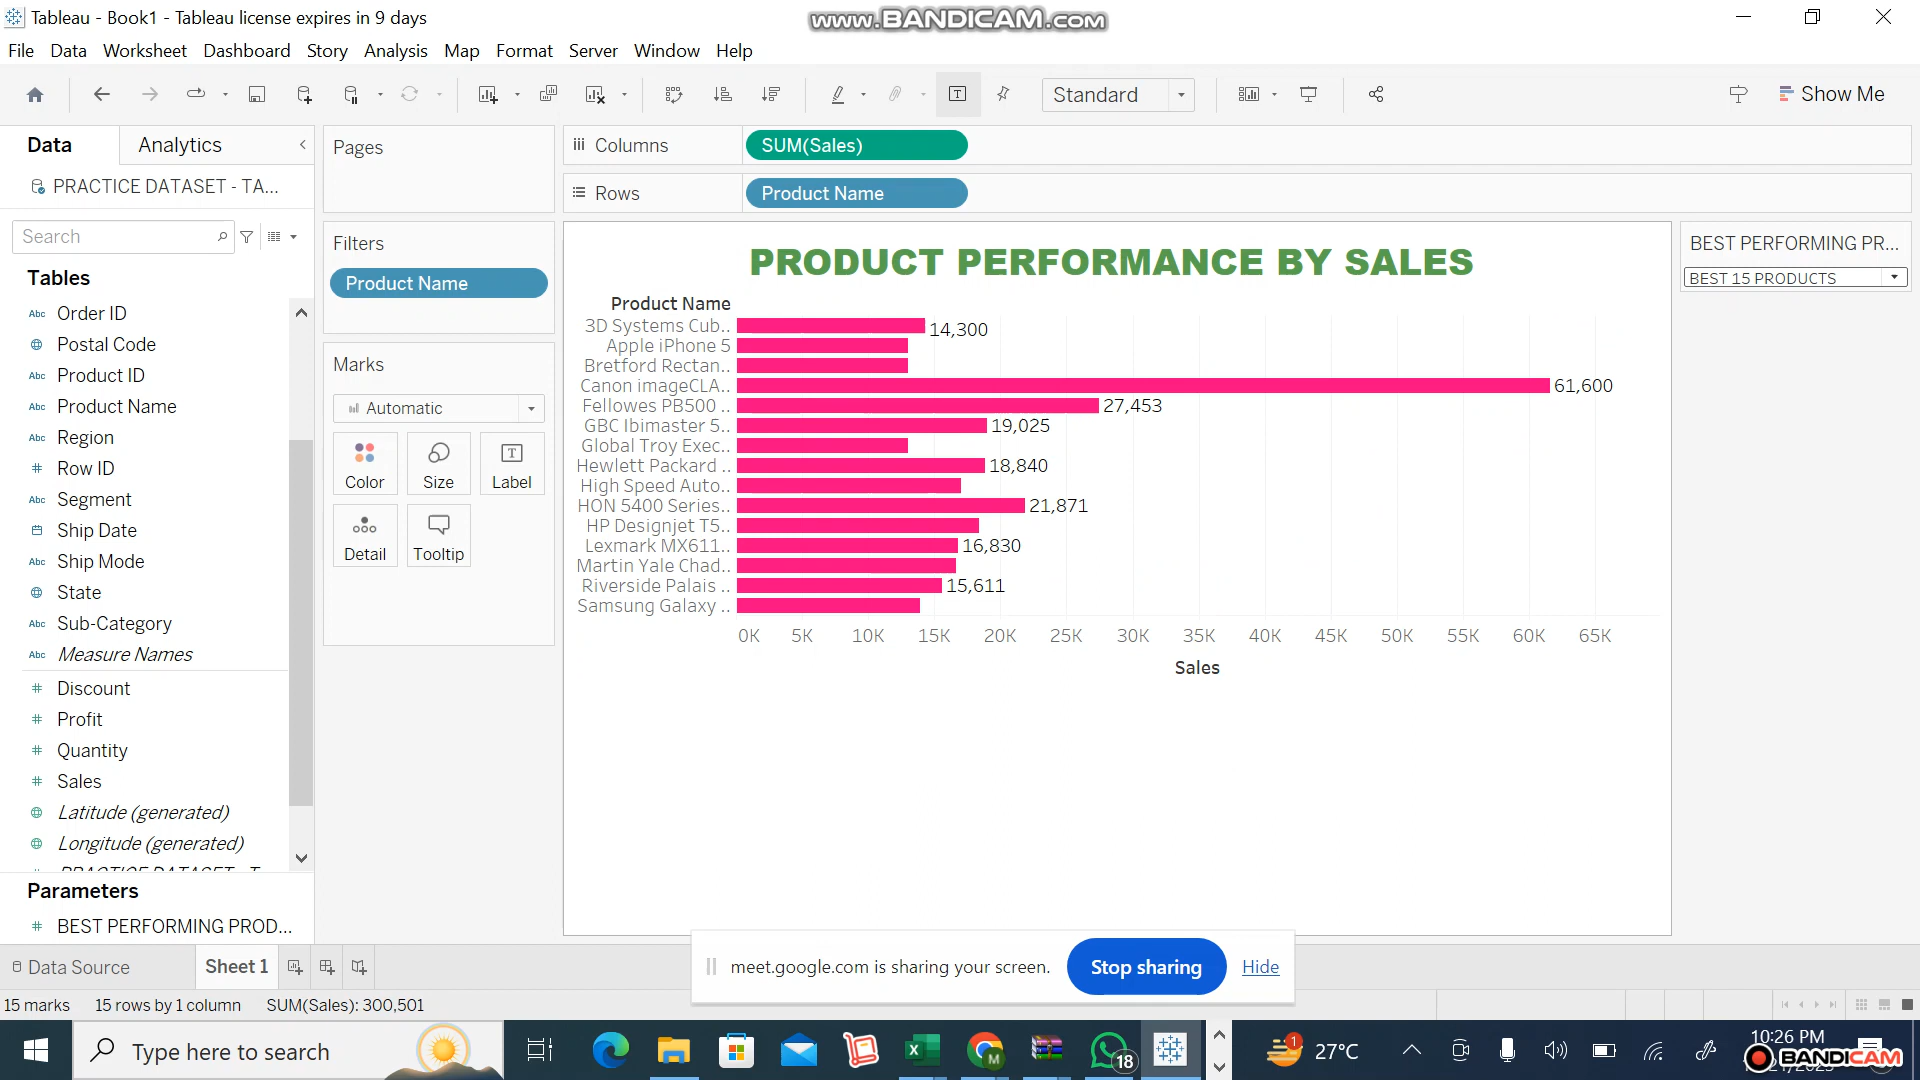 Tableau - Book1 - Tableau license expires in 9 days
www.BANDICAM.com
File Data Worksheet Dashboard Story Analysis Map Format Server Window Help
Standard
Show Me
Data
Analytics
PRACTICE DATASET - TA...
Search
Tables
Abc Order ID
Postal Code
Abc Product ID
Abc Product Name
Abc Region
# Row ID
Abc Segment
Ship Date
Abc Ship Mode
State
Abc Sub-Category
Abc Measure Names
# Discount
# Profit
# Quantity
# Sales
Latitude (generated)
Longitude (generated)
Parameters
# BEST PERFORMING PROD...
Pages
Filters
Product Name
Marks
Automatic
Color
Size
Label
Detail
Tooltip
Columns
SUM(Sales)
Rows
Product Name
PRODUCT PERFORMANCE BY SALES
Product Name
3D Systems Cub.. 14,300
Apple iPhone 5
Bretford Rectan..
Canon imageCLA.. 61,600
Fellowes PB500 .. 27,453
GBC Ibimaster 5.. 19,025
Global Troy Exec..
Hewlett Packard .. 18,840
High Speed Auto..
HON 5400 Series.. 21,871
HP Designjet T5..
Lexmark MX611.. 16,830
Martin Yale Chad..
Riverside Palais .. 15,611
Samsung Galaxy ..
0K 5K 10K 15K 20K 25K 30K 35K 40K 45K 50K 55K 60K 65K
Sales
BEST PERFORMING PR...
BEST 15 PRODUCTS
Data Source
Sheet 1
meet.google.com is sharing your screen.
Stop sharing
Hide
15 marks
15 rows by 1 column
SUM(Sales): 300,501
Type here to search
18
1
27°C
10:26 PM
BANDICAM